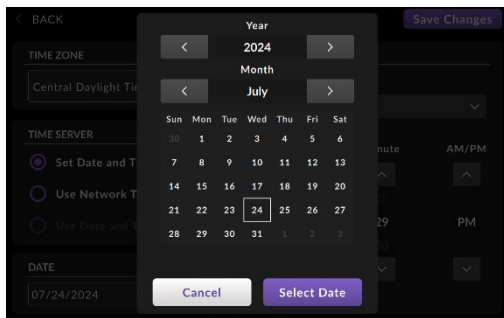 BACK
Save Changes
TIME ZONE
Central Daylight Ti
TIME SERVER
Set Date and T
Use Network T
Use Date and T
DATE
07/24/2024
Year
2024
Month
July
Sun Mon Tue Wed Thu Fri Sat
30 1 2 3 4 5 6
7 8 9 10 11 12 13
14 15 16 17 18 19 20
21 22 23 24 25 26 27
28 29 30 31 1 2 3
Cancel
Select Date
nute
AM/PM
29
PM